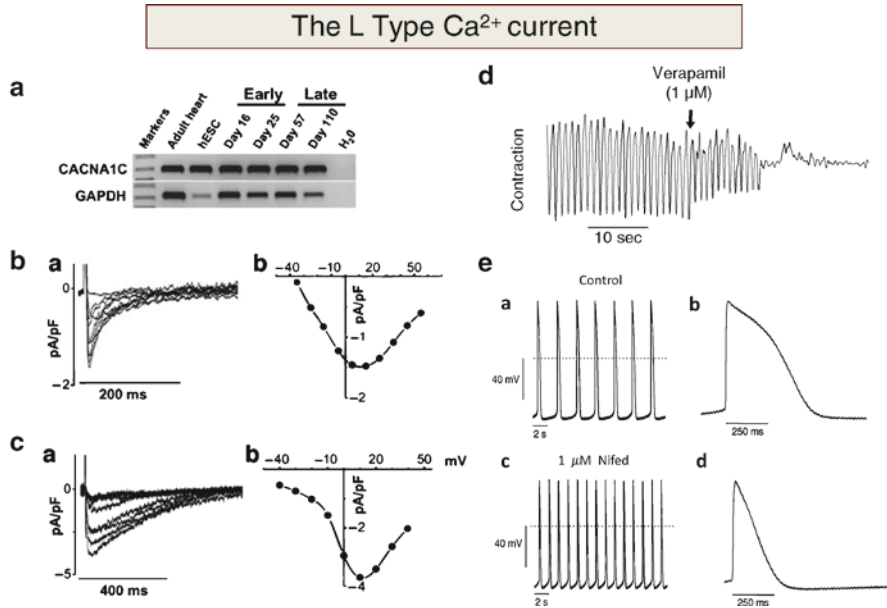 The L Type Ca²⁺ current
a
Markers
Adult heart
hESC
Early
Day 16
Day 25
Late
Day 57
Day 110
H₂0
CACNA1C
GAPDH
b
a
0
pA/pF
−2
200 ms
b
−40 −15 20 50
pA/pF
−1
−2
c
a
0
pA/pF
−5
400 ms
b
−40 −15 20 50 mV
pA/pF
−2
−4
d
Verapamil
(1 µM)
Contraction
10 sec
e
Control
a
40 mV
2 s
b
250 ms
c
1 µM Nifed
40 mV
2 s
d
250 ms